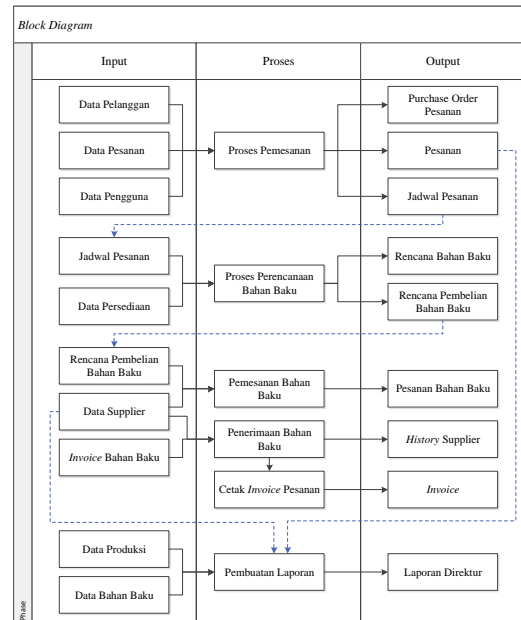 Block Diagram
Input
Proses
Output
Data Pelanggan
Data Pesanan
Data Pengguna
Proses Pemesanan
Purchase Order
Pesanan
Pesanan
Jadwal Pesanan
Jadwal Pesanan
Data Persediaan
Proses Perencanaan
Bahan Baku
Rencana Bahan Baku
Rencana Pembelian
Bahan Baku
Rencana Pembelian
Bahan Baku
Data Supplier
Invoice Bahan Baku
Pemesanan Bahan
Baku
Pesanan Bahan Baku
Penerimaan Bahan
Baku
History Supplier
Cetak Invoice Pesanan
Invoice
Data Produksi
Data Bahan Baku
Pembuatan Laporan
Laporan Direktur
Phase